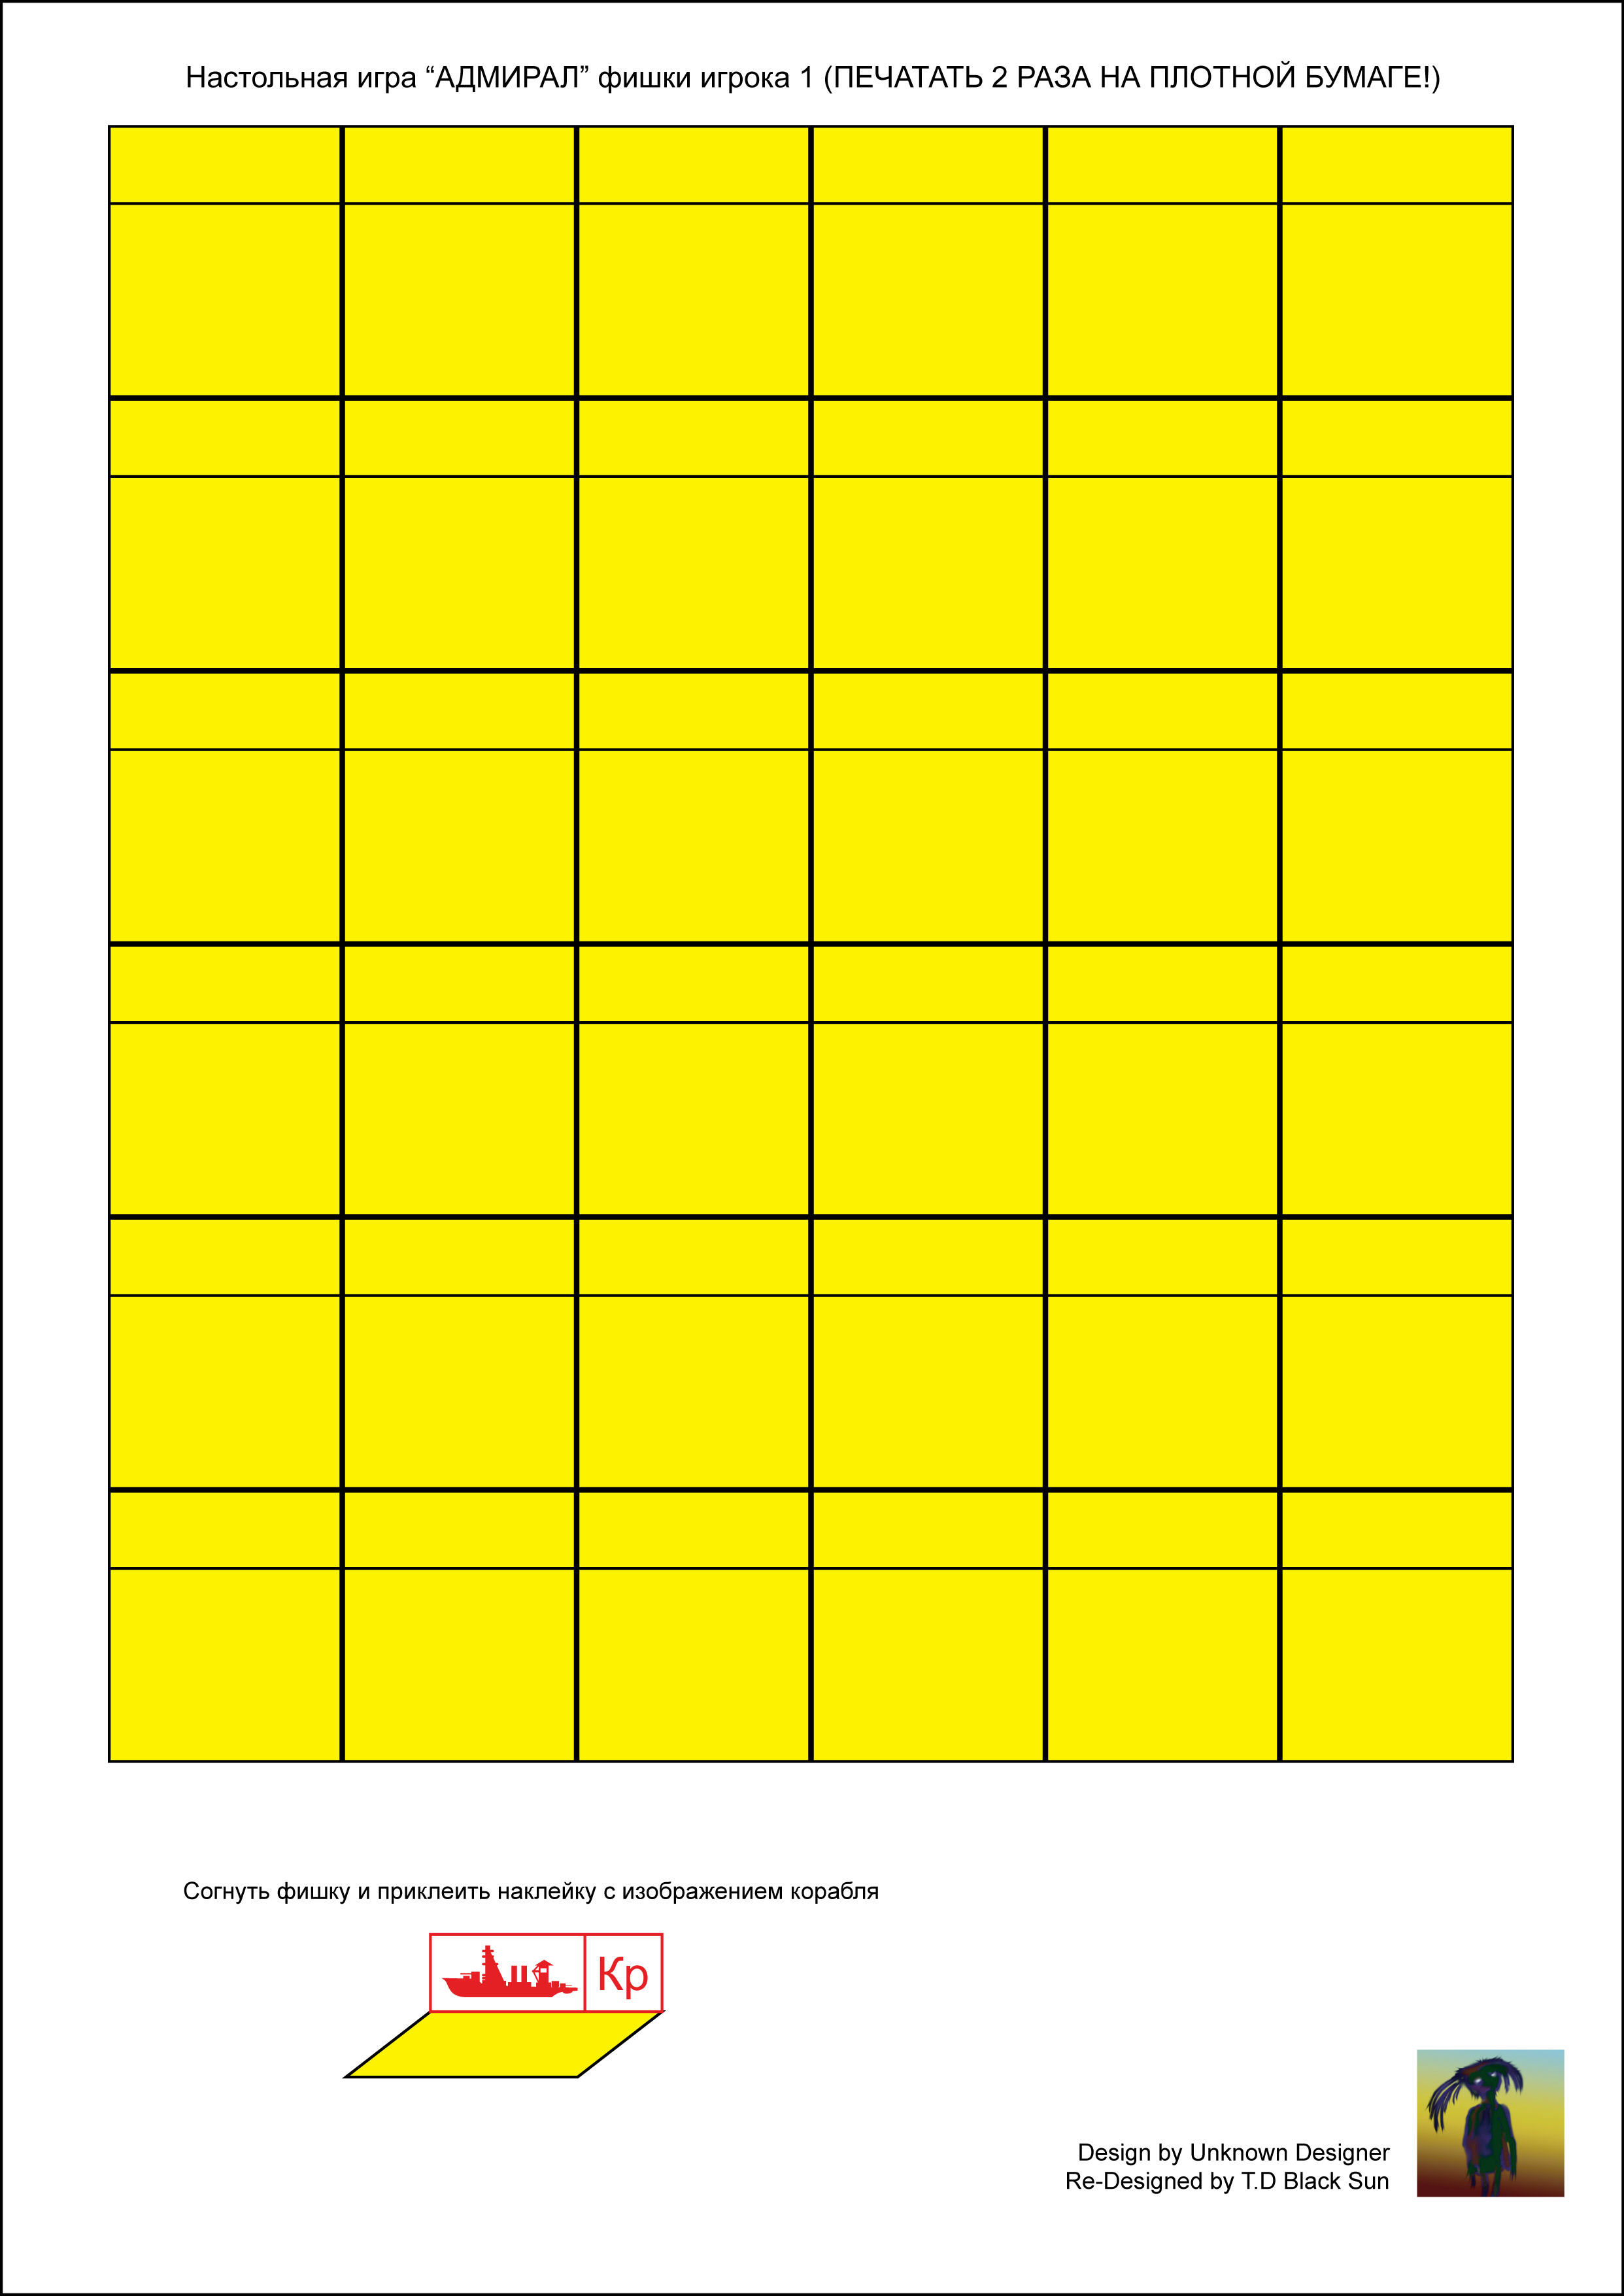 Настольная игра “АДМИРАЛ” фишки игрока 1 (ПЕЧАТАТЬ 2 РАЗА НА ПЛОТНОЙ БУМАГЕ!)
Согнуть фишку и приклеить наклейку с изображением корабля
Кр
Design by Unknown Designer
Re-Designed by T.D Black Sun